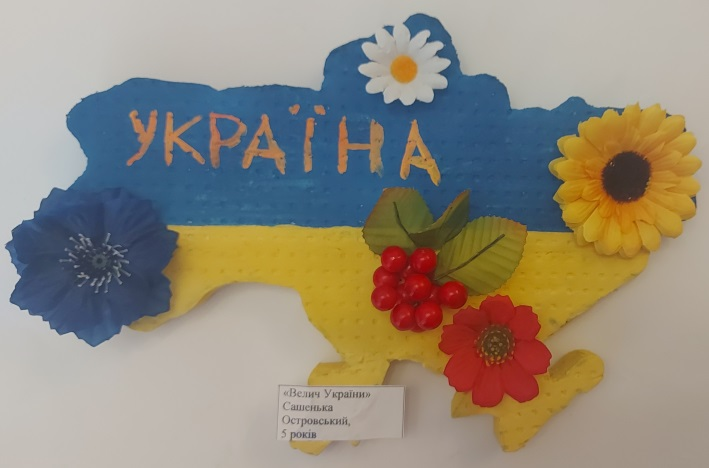 УКРАЇНА
«Велич України»
Сашенька
Островський,
5 років